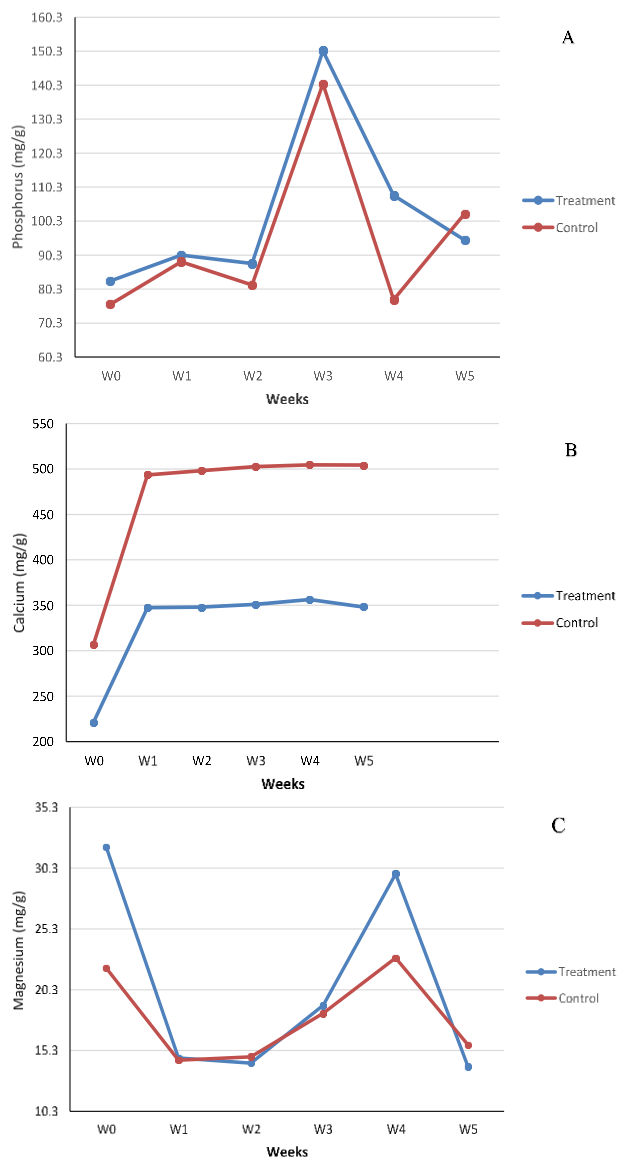 A
160.3
150.3
140.3
130.3
120.3
110.3
100.3
90.3
80.3
70.3
60.3
Phosphorus (mg/g)
W0 W1 W2 W3 W4 W5
Weeks
Treatment
Control
B
550
500
450
400
350
300
250
200
Calcium (mg/g)
W0 W1 W2 W3 W4 W5
Weeks
Treatment
Control
C
35.3
30.3
25.3
20.3
15.3
10.3
Magnesium (mg/g)
W0 W1 W2 W3 W4 W5
Weeks
Treatment
Control